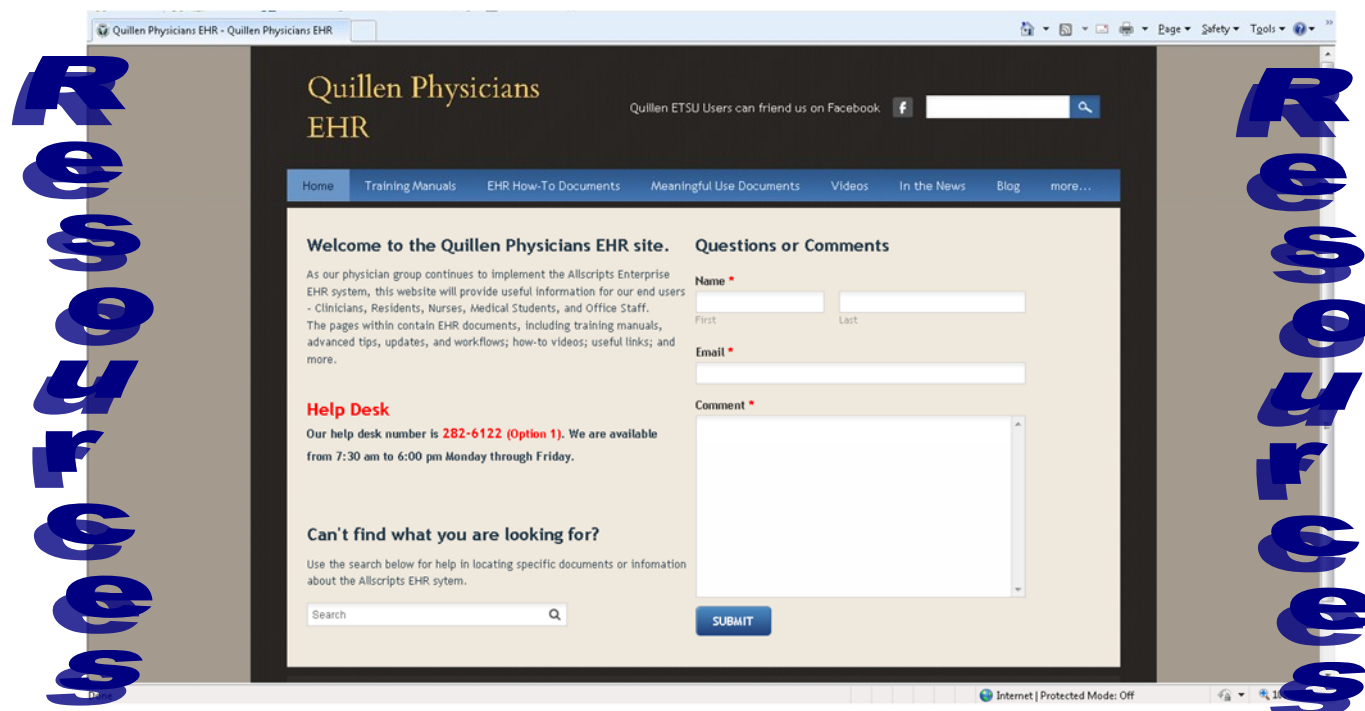 Quillen Physicians EHR - Quillen Physicians EHR
Page
Safety
Tools
Resources
Resources
Quillen Physicians
EHR
Quillen ETSU Users can friend us on Facebook
Home
Training Manuals
EHR How-To Documents
Meaningful Use Documents
Videos
In the News
Blog
more...
Welcome to the Quillen Physicians EHR site.
As our physician group continues to implement the Allscripts Enterprise
EHR system, this website will provide useful information for our end users
- Clinicians, Residents, Nurses, Medical Students, and Office Staff.
The pages within contain EHR documents, including training manuals,
advanced tips, updates, and workflows; how-to videos; useful links; and
more.
Help Desk
Our help desk number is 282-6122 (Option 1). We are available
from 7:30 am to 6:00 pm Monday through Friday.
Can't find what you are looking for?
Use the search below for help in locating specific documents or infomation
about the Allscripts EHR sytem.
Search
Questions or Comments
Name *
First
Last
Email *
Comment *
SUBMIT
Internet | Protected Mode: Off